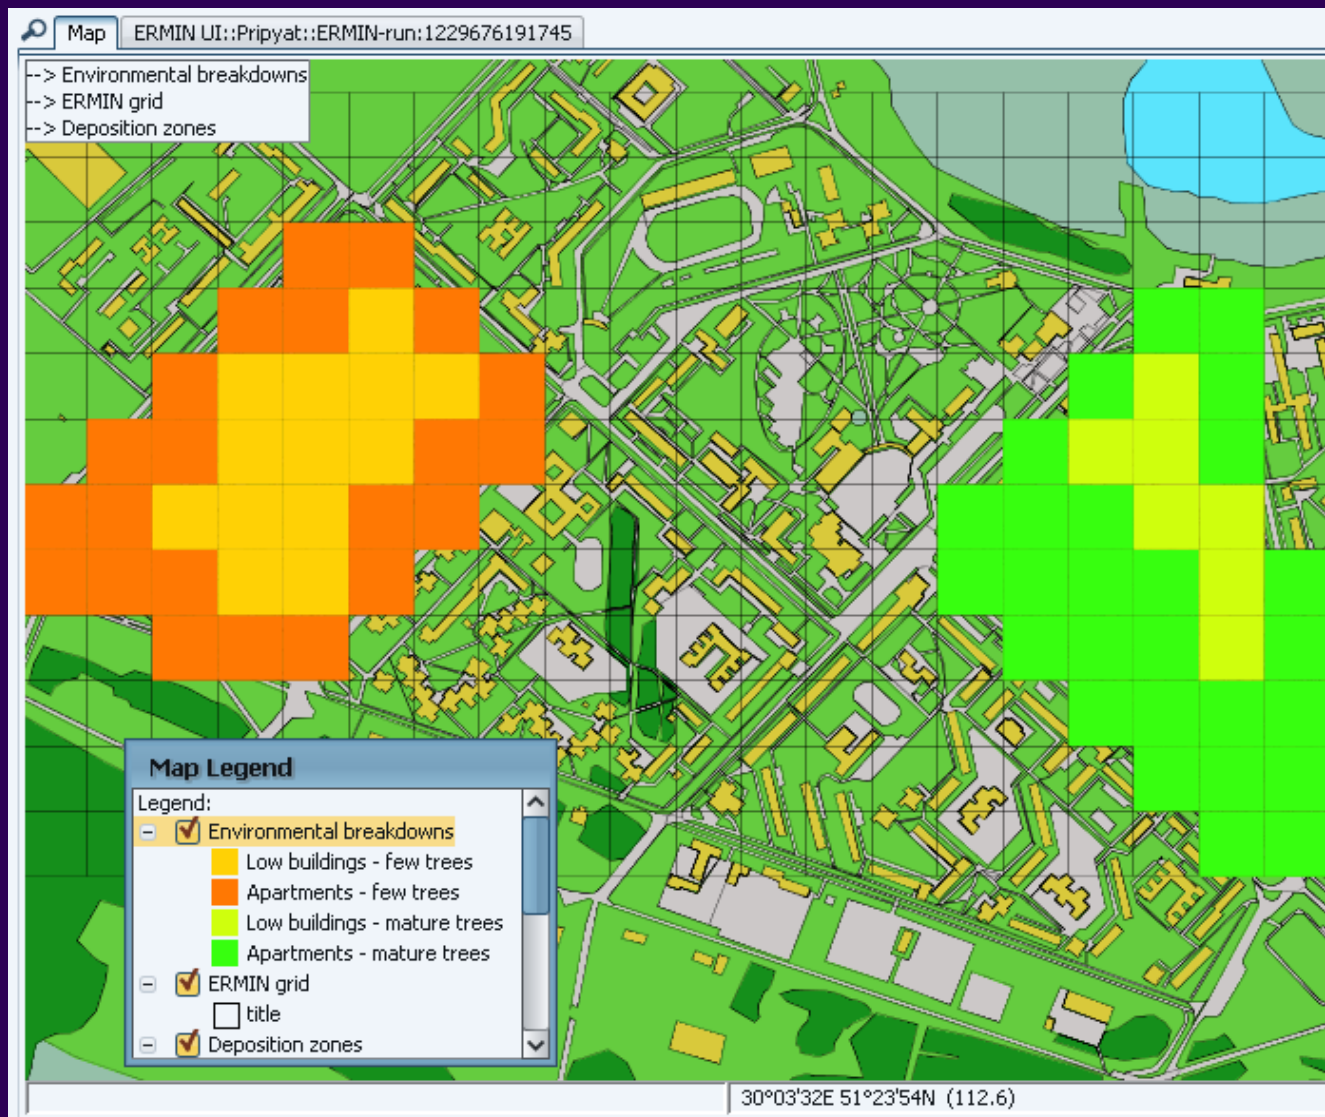 Map
ERMIN UI::Pripyat::ERMIN-run:1229676191745
--> Environmental breakdowns
--> ERMIN grid
--> Deposition zones
Map Legend
Legend:
Environmental breakdowns
Low buildings - few trees
Apartments - few trees
Low buildings - mature trees
Apartments - mature trees
ERMIN grid
title
Deposition zones
30°03'32E 51°23'54N (112.6)